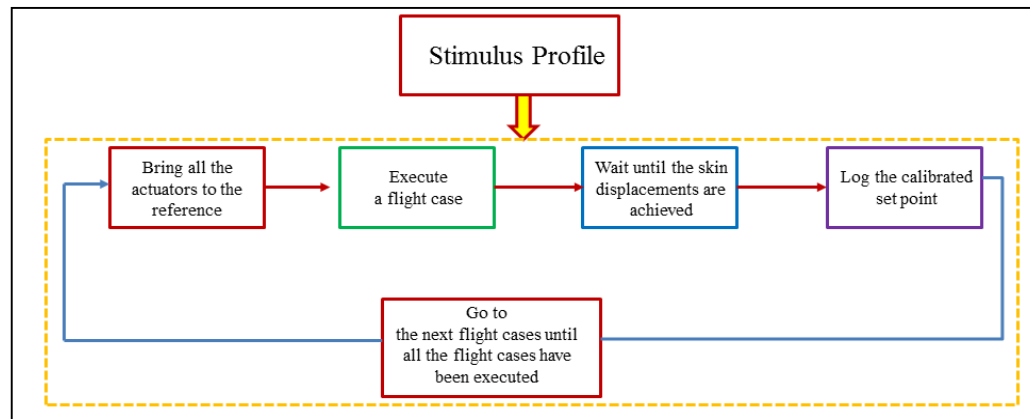 Stimulus Profile
Bring all the
actuators to the
reference
Execute
a flight case
Wait until the skin
displacements are
achieved
Log the calibrated
set point
Go to
the next flight cases until
all the flight cases have
been executed